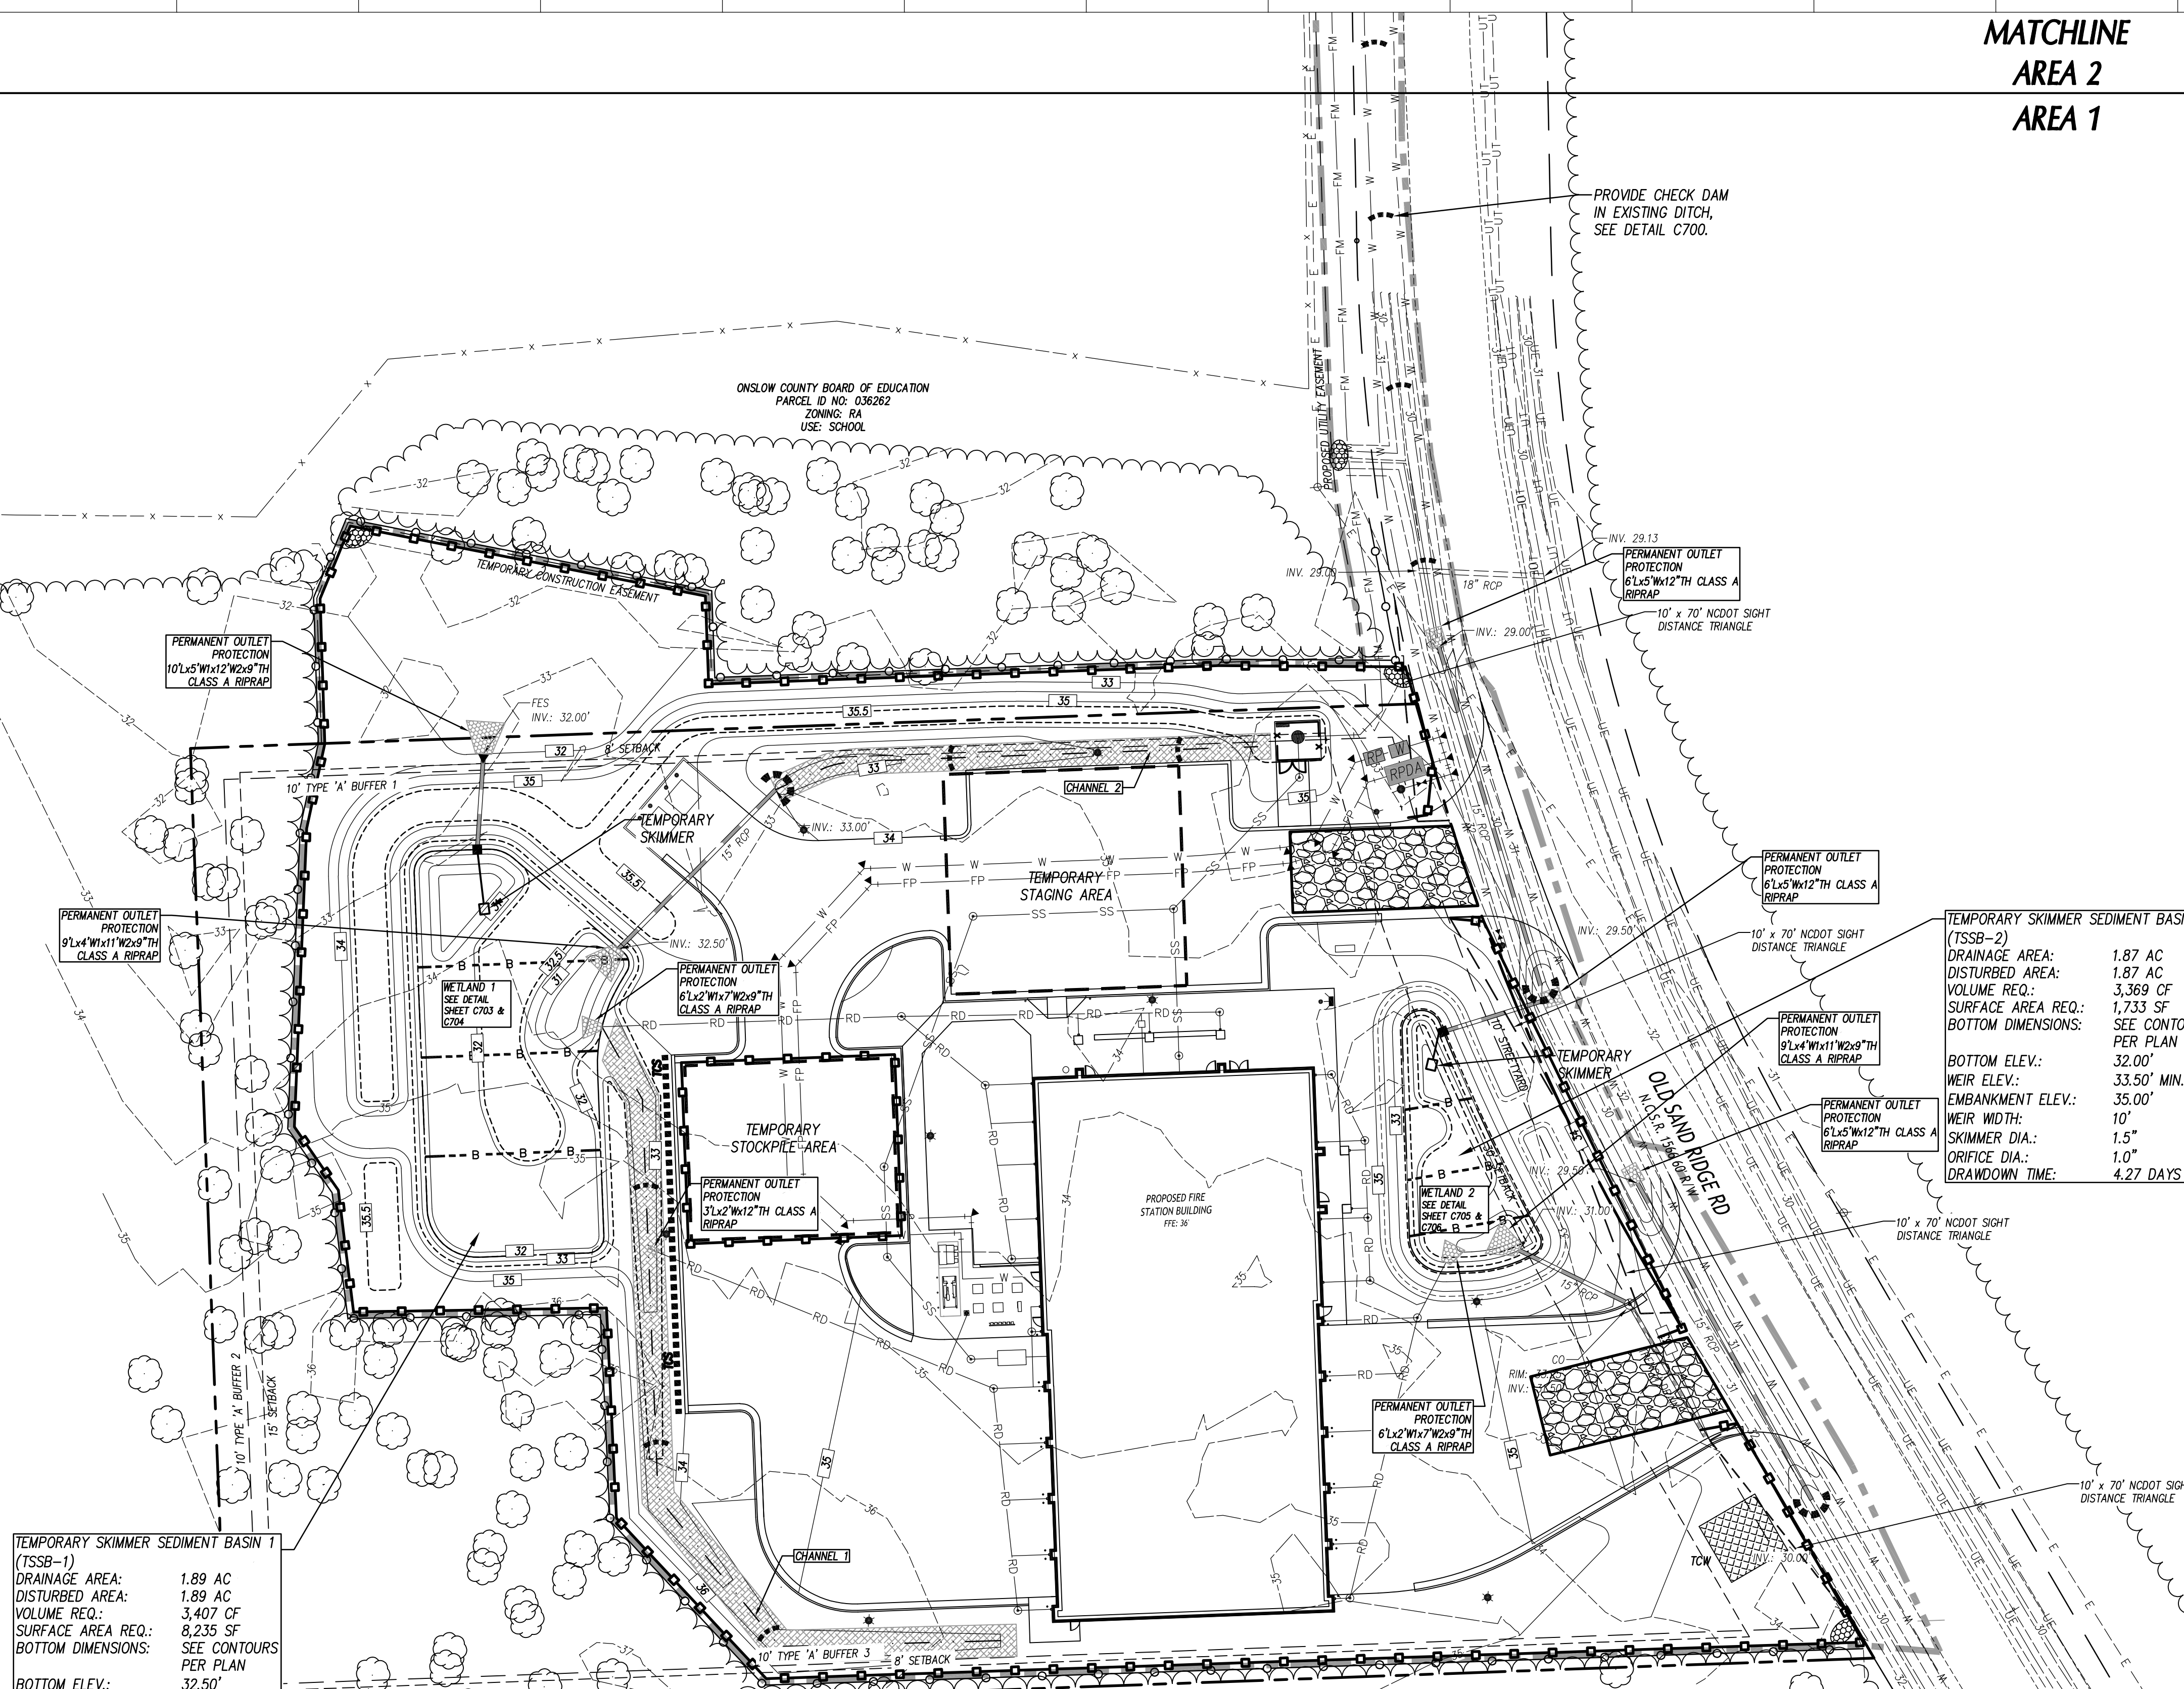 MATCHLINE
AREA 2
AREA 1
PROVIDE CHECK DAM
IN EXISTING DITCH,
SEE DETAIL C700.
PROPOSED UTILITY EASEMENT
ONSLOW COUNTY BOARD OF EDUCATION
PARCEL ID NO: 036262
ZONING: RA
USE: SCHOOL
TEMPORARY CONSTRUCTION EASEMENT
INV. 29.13
INV. 29.00
18" RCP
PERMANENT OUTLET
PROTECTION
6'Lx5'Wx12"TH CLASS A
RIPRAP
10' x 70' NCDOT SIGHT
DISTANCE TRIANGLE
INV.: 29.00'
PERMANENT OUTLET
PROTECTION
10'Lx5'W1x12'W2x9"TH
CLASS A RIPRAP
FES
INV.: 32.00'
8' SETBACK
10' TYPE 'A' BUFFER 1
TEMPORARY
SKIMMER
15" RCP
INV.: 33.00'
CHANNEL 2
RP
W
RPDA
15" RCP
TEMPORARY
STAGING AREA
PERMANENT OUTLET
PROTECTION
9'Lx4'W1x11'W2x9"TH
CLASS A RIPRAP
INV.: 32.50'
WETLAND 1
SEE DETAIL
SHEET C703 &
C704
PERMANENT OUTLET
PROTECTION
6'Lx2'W1x7'W2x9"TH
CLASS A RIPRAP
PERMANENT OUTLET
PROTECTION
6'Lx5'Wx12"TH CLASS A
RIPRAP
INV.: 29.50'
10' x 70' NCDOT SIGHT
DISTANCE TRIANGLE
TEMPORARY SKIMMER SEDIMENT BASI
(TSSB-2)
DRAINAGE AREA: 1.87 AC
DISTURBED AREA: 1.87 AC
VOLUME REQ.: 3,369 CF
SURFACE AREA REQ.: 1,733 SF
BOTTOM DIMENSIONS: SEE CONTO
PER PLAN
BOTTOM ELEV.: 32.00'
WEIR ELEV.: 33.50' MIN.
EMBANKMENT ELEV.: 35.00'
WEIR WIDTH: 10'
SKIMMER DIA.: 1.5"
ORIFICE DIA.: 1.0"
DRAWDOWN TIME: 4.27 DAYS
PERMANENT OUTLET
PROTECTION
9'Lx4'W1x11'W2x9"TH
CLASS A RIPRAP
10' STREETYARD
TEMPORARY
SKIMMER
OLD SAND RIDGE RD
N.C.S.R. 1566 60 R/W
PERMANENT OUTLET
PROTECTION
6'Lx5'Wx12"TH CLASS A
RIPRAP
INV.: 29.50'
TEMPORARY
STOCKPILE AREA
PERMANENT OUTLET
PROTECTION
3'Lx2'Wx12"TH CLASS A
RIPRAP
PROPOSED FIRE
STATION BUILDING
FFE: 36'
WETLAND 2
SEE DETAIL
SHEET C705 &
C706
INV.: 31.00'
10' x 70' NCDOT SIGHT
DISTANCE TRIANGLE
15" RCP
15" RCP
CO
PERMANENT OUTLET
PROTECTION
6'Lx2'W1x7'W2x9"TH
CLASS A RIPRAP
10' TYPE 'A' BUFFER 2
15' SETBACK
10' x 70' NCDOT SIGH
DISTANCE TRIANGLE
TCW
INV.: 30.00'
CHANNEL 1
10' TYPE 'A' BUFFER 3
8' SETBACK
TEMPORARY SKIMMER SEDIMENT BASIN 1
(TSSB-1)
DRAINAGE AREA: 1.89 AC
DISTURBED AREA: 1.89 AC
VOLUME REQ.: 3,407 CF
SURFACE AREA REQ.: 8,235 SF
BOTTOM DIMENSIONS: SEE CONTOURS
PER PLAN
BOTTOM ELEV.: 32.50'